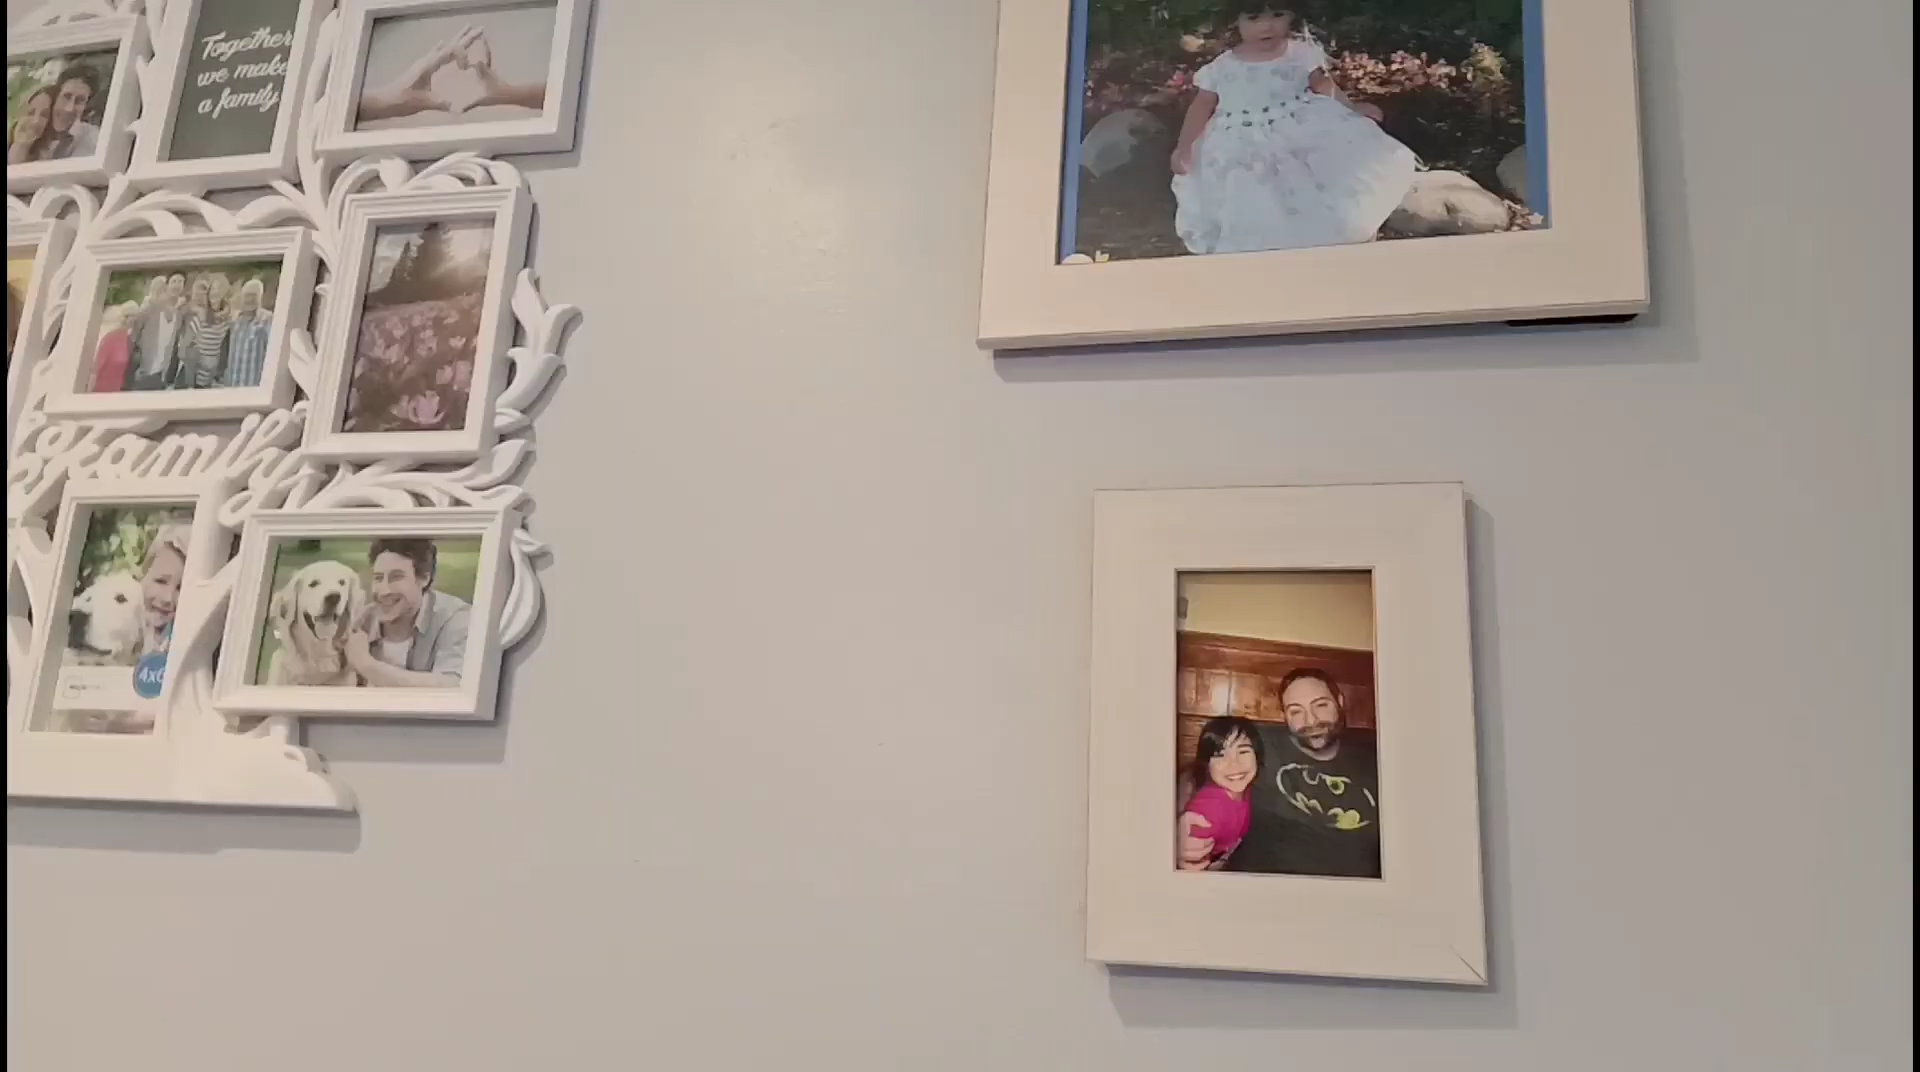 Together
we make
a family
family
4x6